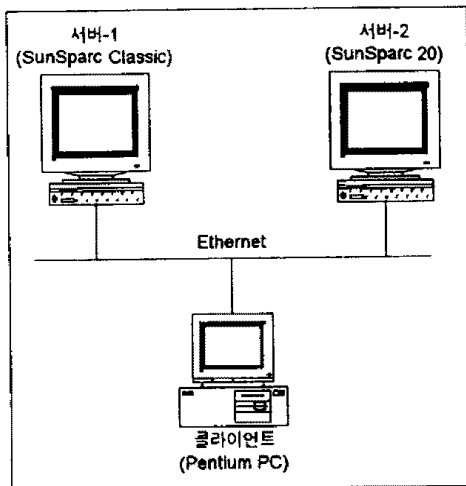 서버-1
(SunSparc Classic)
서버-2
(SunSparc 20)
Ethernet
클라이언트
(Pentium PC)